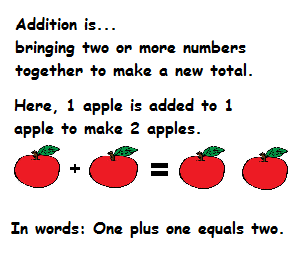 Addition is...
bringing two or more numbers
together to make a new total.
Here, 1 apple is added to 1
apple to make 2 apples.
+ =
In words: One plus one equals two.